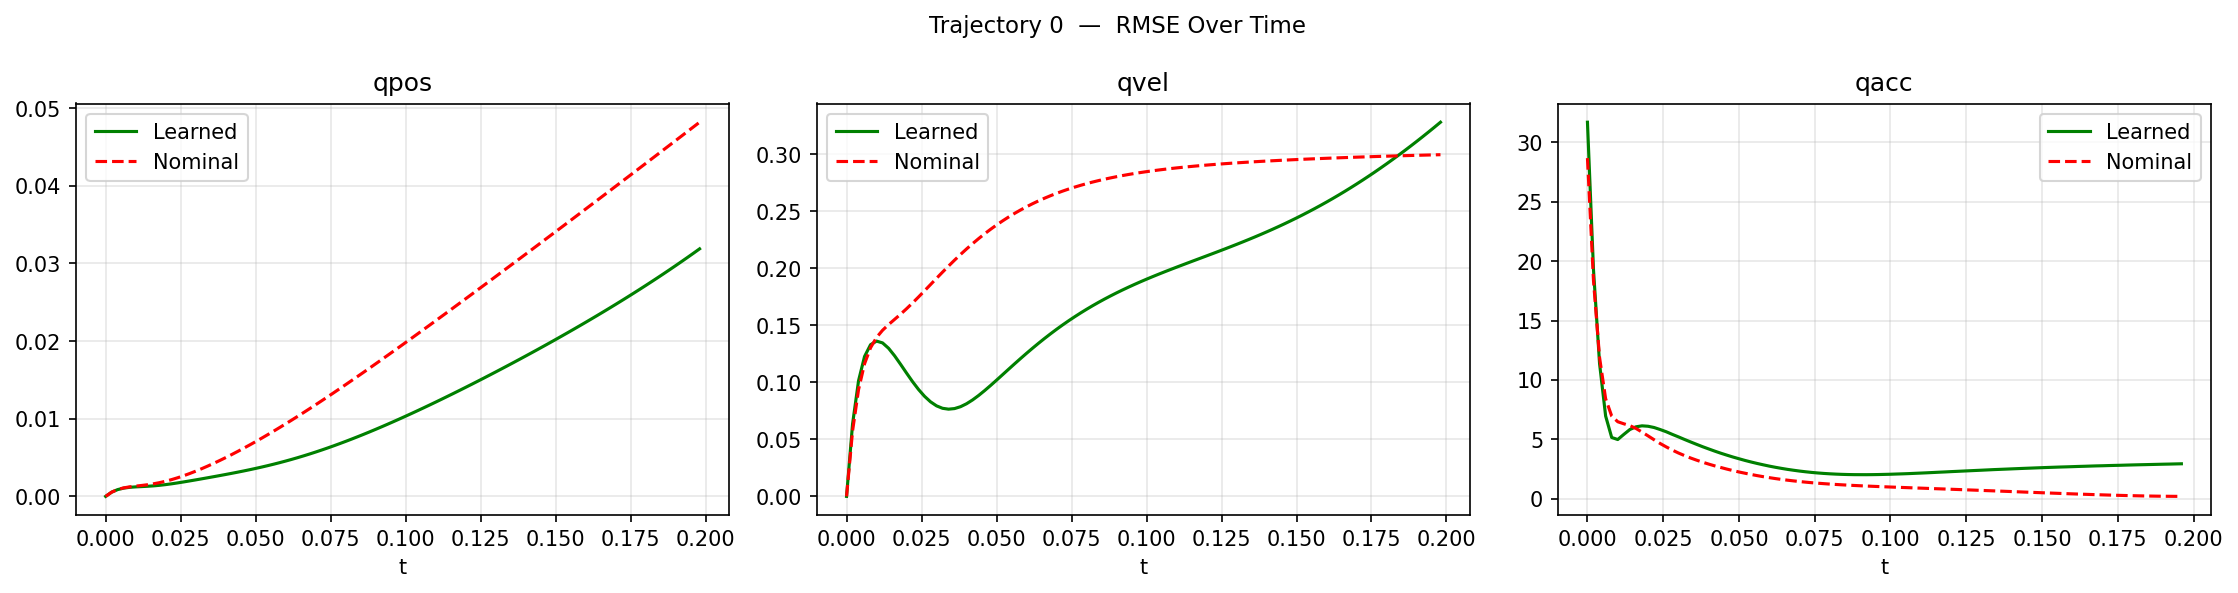 Trajectory 0  —  RMSE Over Time
qpos
0.05
0.04
0.03
0.02
0.01
0.00
Learned
Nominal
0.000 0.025 0.050 0.075 0.100 0.125 0.150 0.175 0.200
t
qvel
0.30
0.25
0.20
0.15
0.10
0.05
0.00
Learned
Nominal
0.000 0.025 0.050 0.075 0.100 0.125 0.150 0.175 0.200
t
qacc
30
25
20
15
10
5
0
Learned
Nominal
0.000 0.025 0.050 0.075 0.100 0.125 0.150 0.175 0.200
t